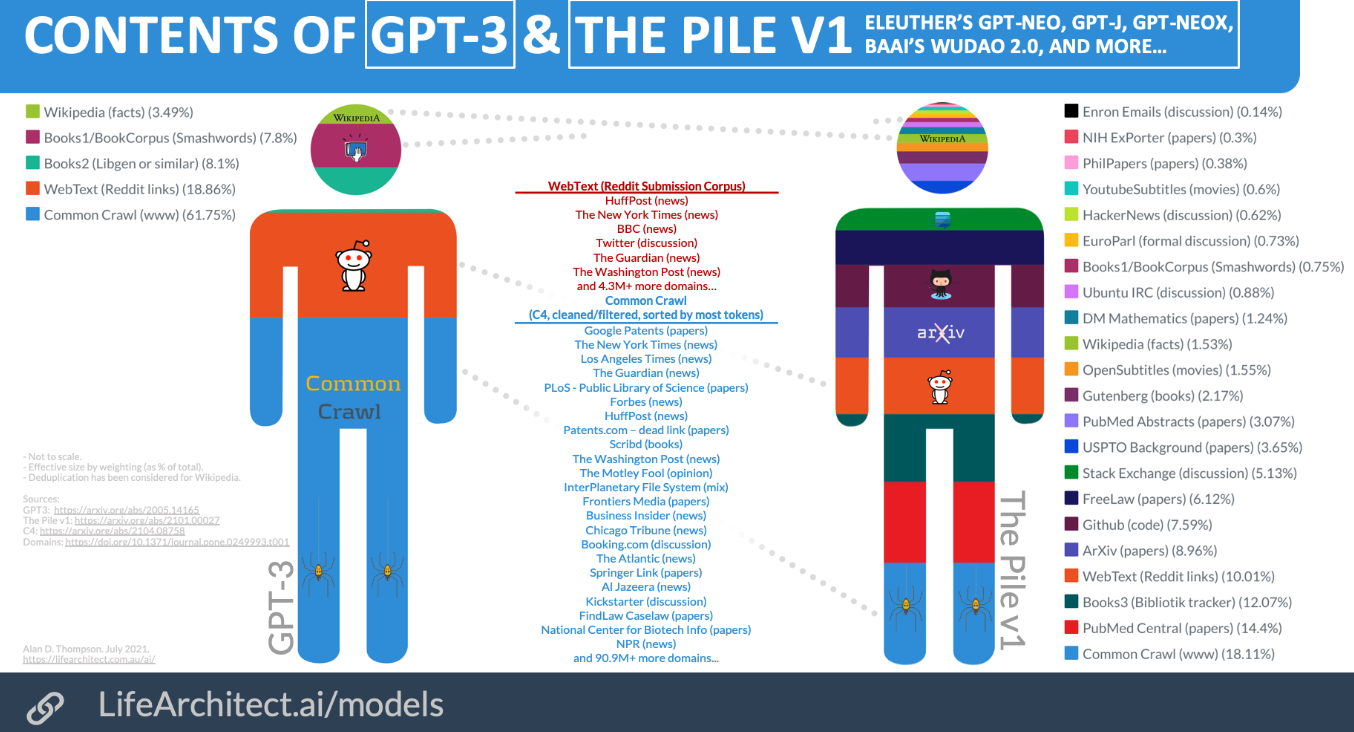 CONTENTS OF GPT-3 & THE PILE V1 ELEUTHER'S GPT-NEO, GPT-J, GPT-NEOX,
BAAI'S WUDAO 2.0, AND MORE...
Wikipedia (facts) (3.49%)
Books1/BookCorpus (Smashwords) (7.8%)
Books2 (Libgen or similar) (8.1%)
WebText (Reddit links) (18.86%)
Common Crawl (www) (61.75%)
WIKIPEDIA
Common
Crawl
GPT-3
- Not to scale.
- Effective size by weighting (as % of total).
- Deduplication has been considered for Wikipedia.
Sources:
GPT3: https://arxiv.org/abs/2005.14165
The Pile v1: https://arxiv.org/abs/2101.00027
C4: https://arxiv.org/abs/2104.08758
Domains: https://doi.org/10.1371/journal.pone.0249993.t001
Alan D. Thompson. July 2021.
https://lifearchitect.com.au/ai/
WebText (Reddit Submission Corpus)
HuffPost (news)
The New York Times (news)
BBC (news)
Twitter (discussion)
The Guardian (news)
The Washington Post (news)
and 4.3M+ more domains...
Common Crawl
(C4, cleaned/filtered, sorted by most tokens)
Google Patents (papers)
The New York Times (news)
Los Angeles Times (news)
The Guardian (news)
PLoS - Public Library of Science (papers)
Forbes (news)
HuffPost (news)
Patents.com – dead link (papers)
Scribd (books)
The Washington Post (news)
The Motley Fool (opinion)
InterPlanetary File System (mix)
Frontiers Media (papers)
Business Insider (news)
Chicago Tribune (news)
Booking.com (discussion)
The Atlantic (news)
Springer Link (papers)
Al Jazeera (news)
Kickstarter (discussion)
FindLaw Caselaw (papers)
National Center for Biotech Info (papers)
NPR (news)
and 90.9M+ more domains...
WIKIPEDIA
arXiv
The Pile v1
Enron Emails (discussion) (0.14%)
NIH ExPorter (papers) (0.3%)
PhilPapers (papers) (0.38%)
YoutubeSubtitles (movies) (0.6%)
HackerNews (discussion) (0.62%)
EuroParl (formal discussion) (0.73%)
Books1/BookCorpus (Smashwords) (0.75%)
Ubuntu IRC (discussion) (0.88%)
DM Mathematics (papers) (1.24%)
Wikipedia (facts) (1.53%)
OpenSubtitles (movies) (1.55%)
Gutenberg (books) (2.17%)
PubMed Abstracts (papers) (3.07%)
USPTO Background (papers) (3.65%)
Stack Exchange (discussion) (5.13%)
FreeLaw (papers) (6.12%)
Github (code) (7.59%)
ArXiv (papers) (8.96%)
WebText (Reddit links) (10.01%)
Books3 (Bibliotik tracker) (12.07%)
PubMed Central (papers) (14.4%)
Common Crawl (www) (18.11%)
LifeArchitect.ai/models